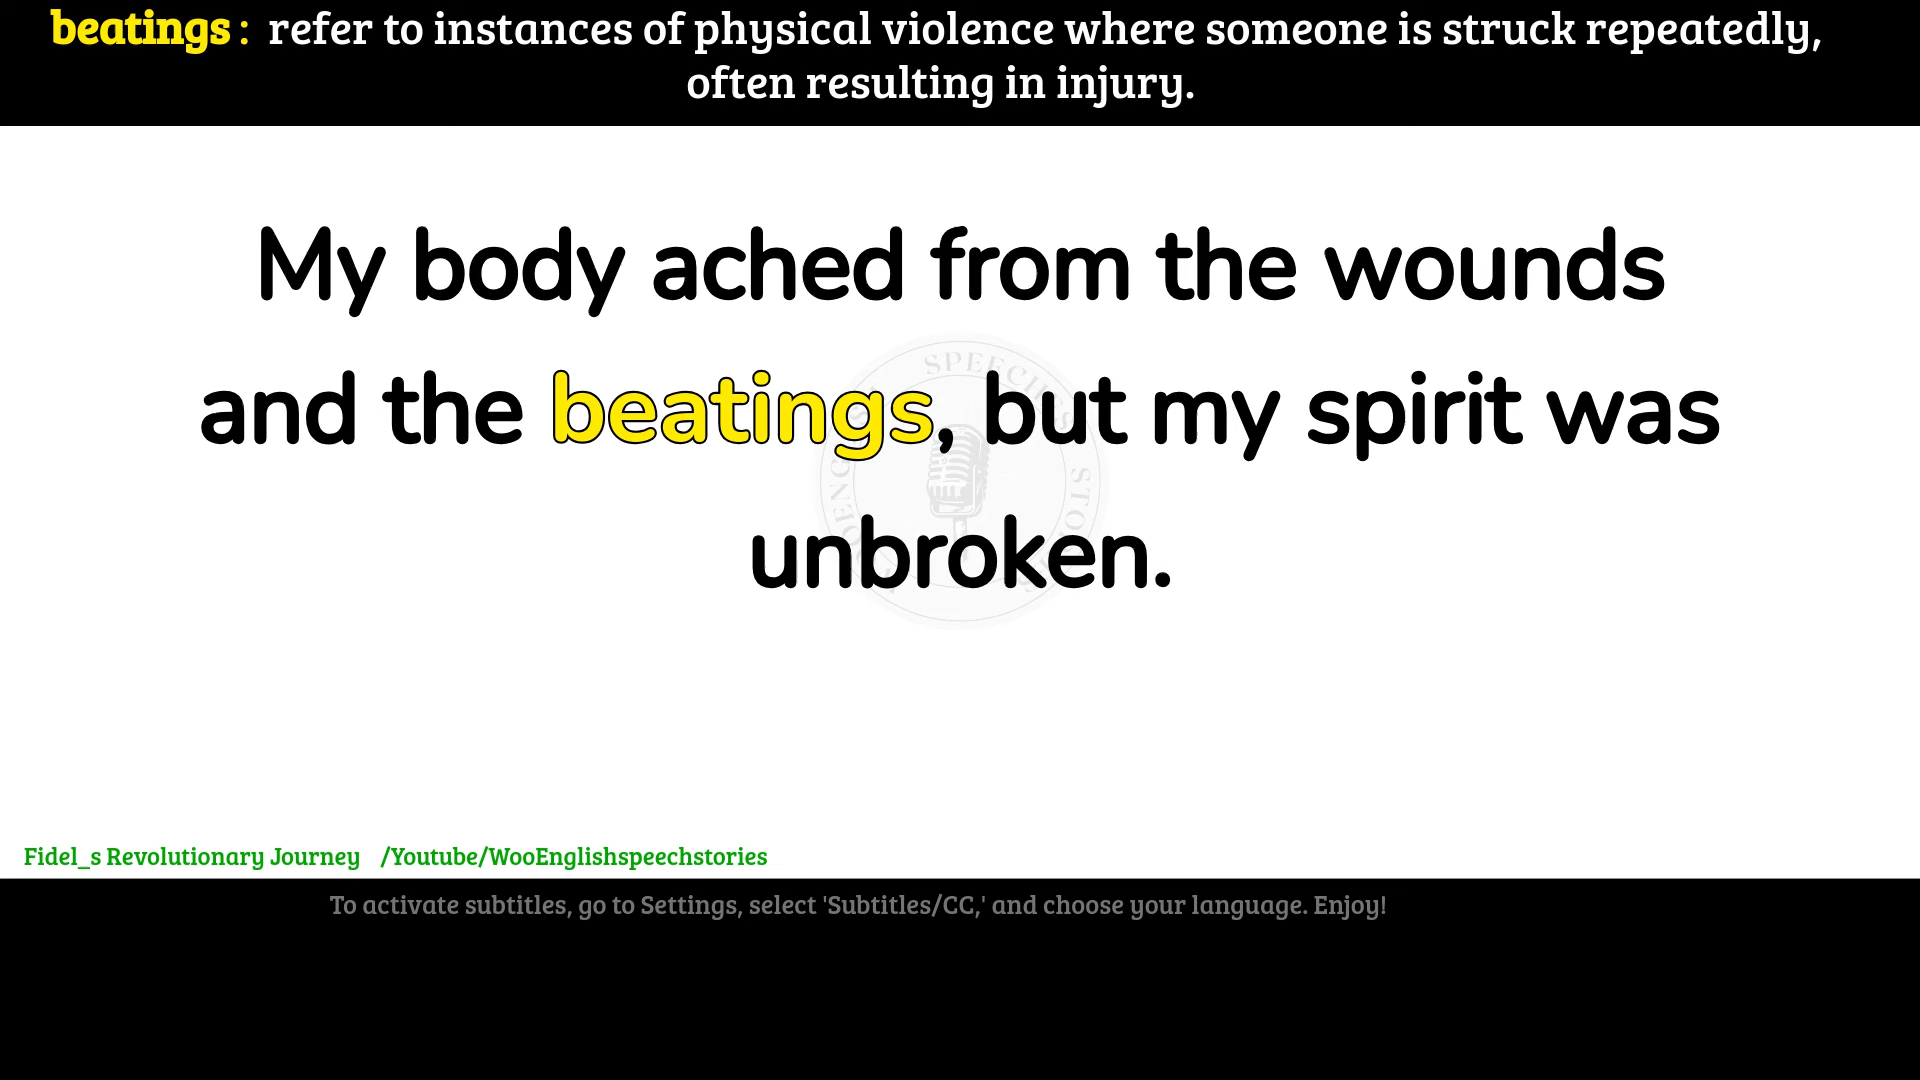 beatings : refer to instances of physical violence where someone is struck repeatedly,
often resulting in injury.
My body ached from the wounds
and the beatings, but my spirit was
unbroken.
SPEECHES
Fidel_s Revolutionary Journey /Youtube/WooEnglishspeechstories
To activate subtitles, go to Settings, select 'Subtitles/CC,' and choose your language. Enjoy!